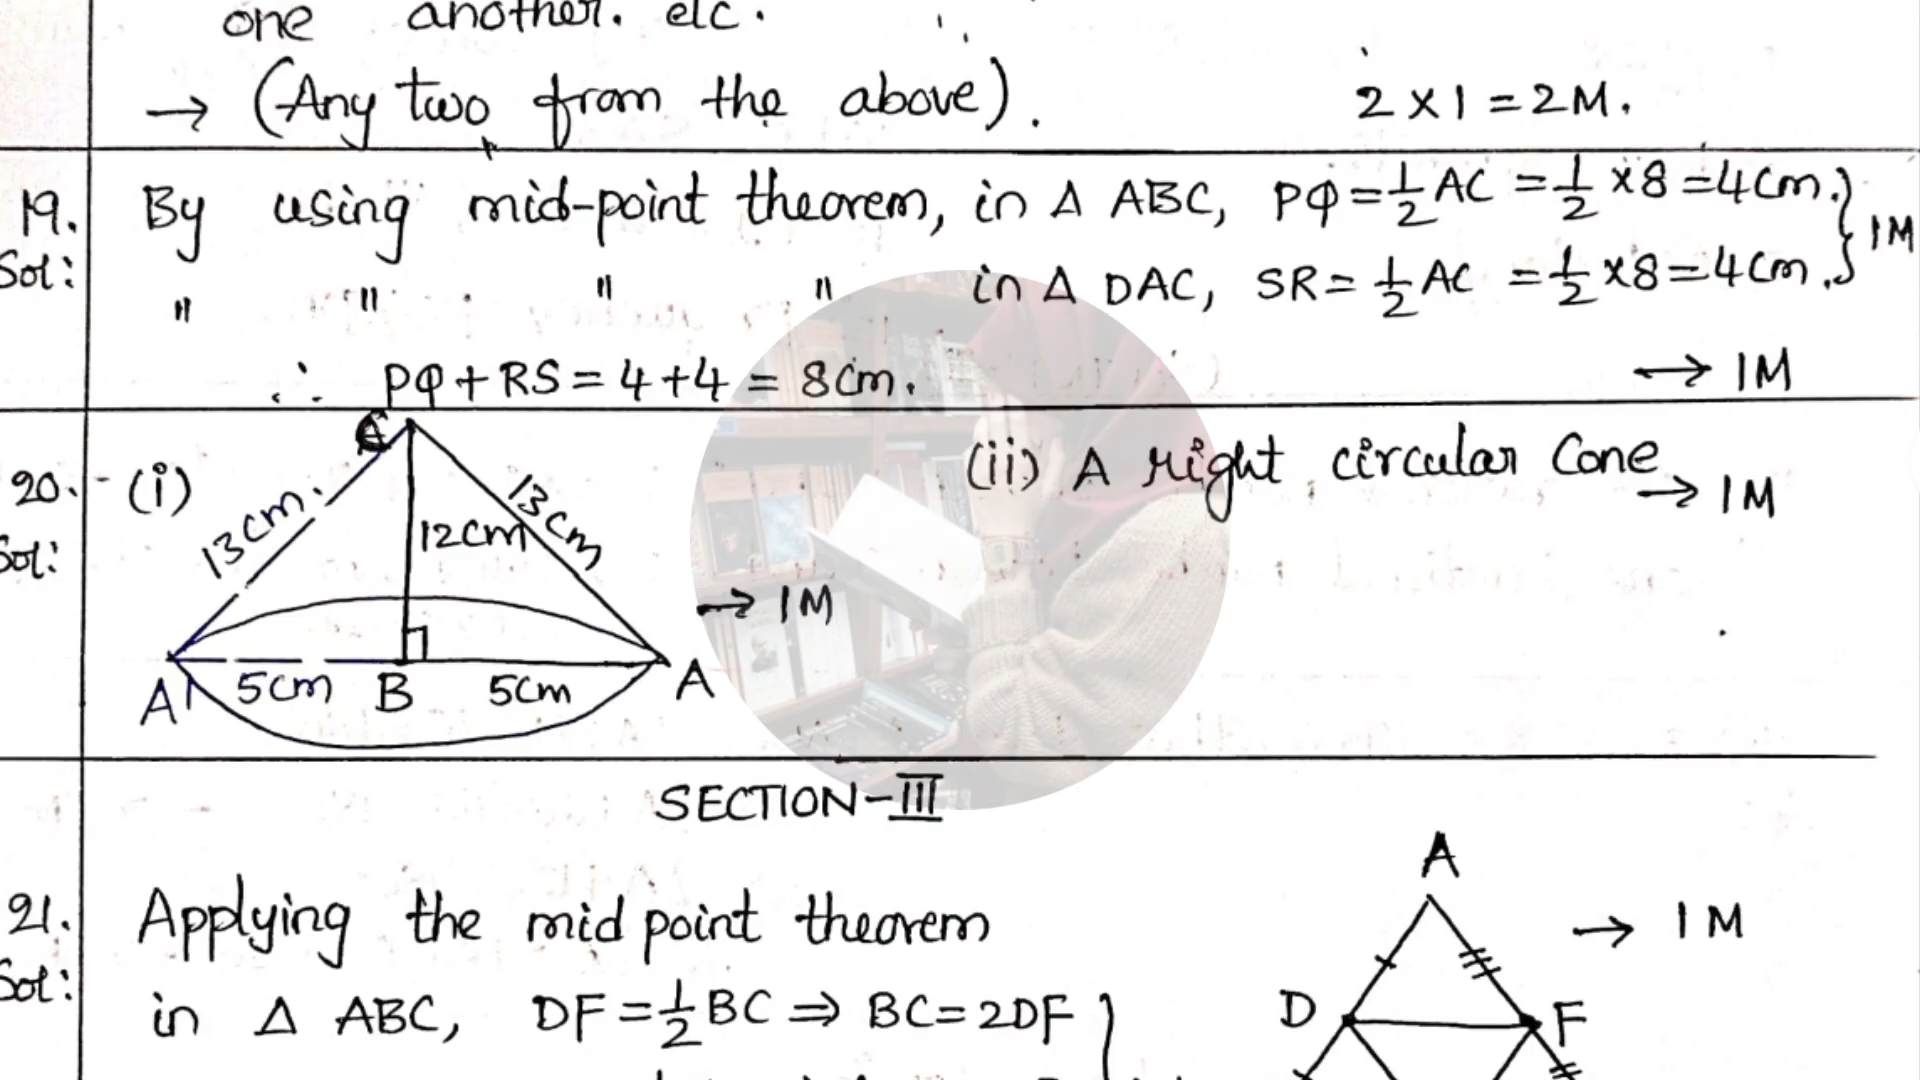 one another. etc.
→ (Any two from the above). 2 x 1 = 2M.
19. By using mid-point theorem, in Δ ABC, PQ = 1/2 AC = 1/2 x 8 = 4cm. } 1M
Sol: " " " " in Δ DAC, SR = 1/2 AC = 1/2 x 8 = 4cm. }
∴ PQ + RS = 4 + 4 = 8cm. → 1M
20. (i) C (ii) A right circular Cone → 1M
Sol: 13cm. 12cm 13cm → 1M
A' 5cm B 5cm A
SECTION-III
A
21. Applying the mid point theorem → 1M
Sol: in Δ ABC, DF = 1/2 BC ⇒ BC = 2DF } D F